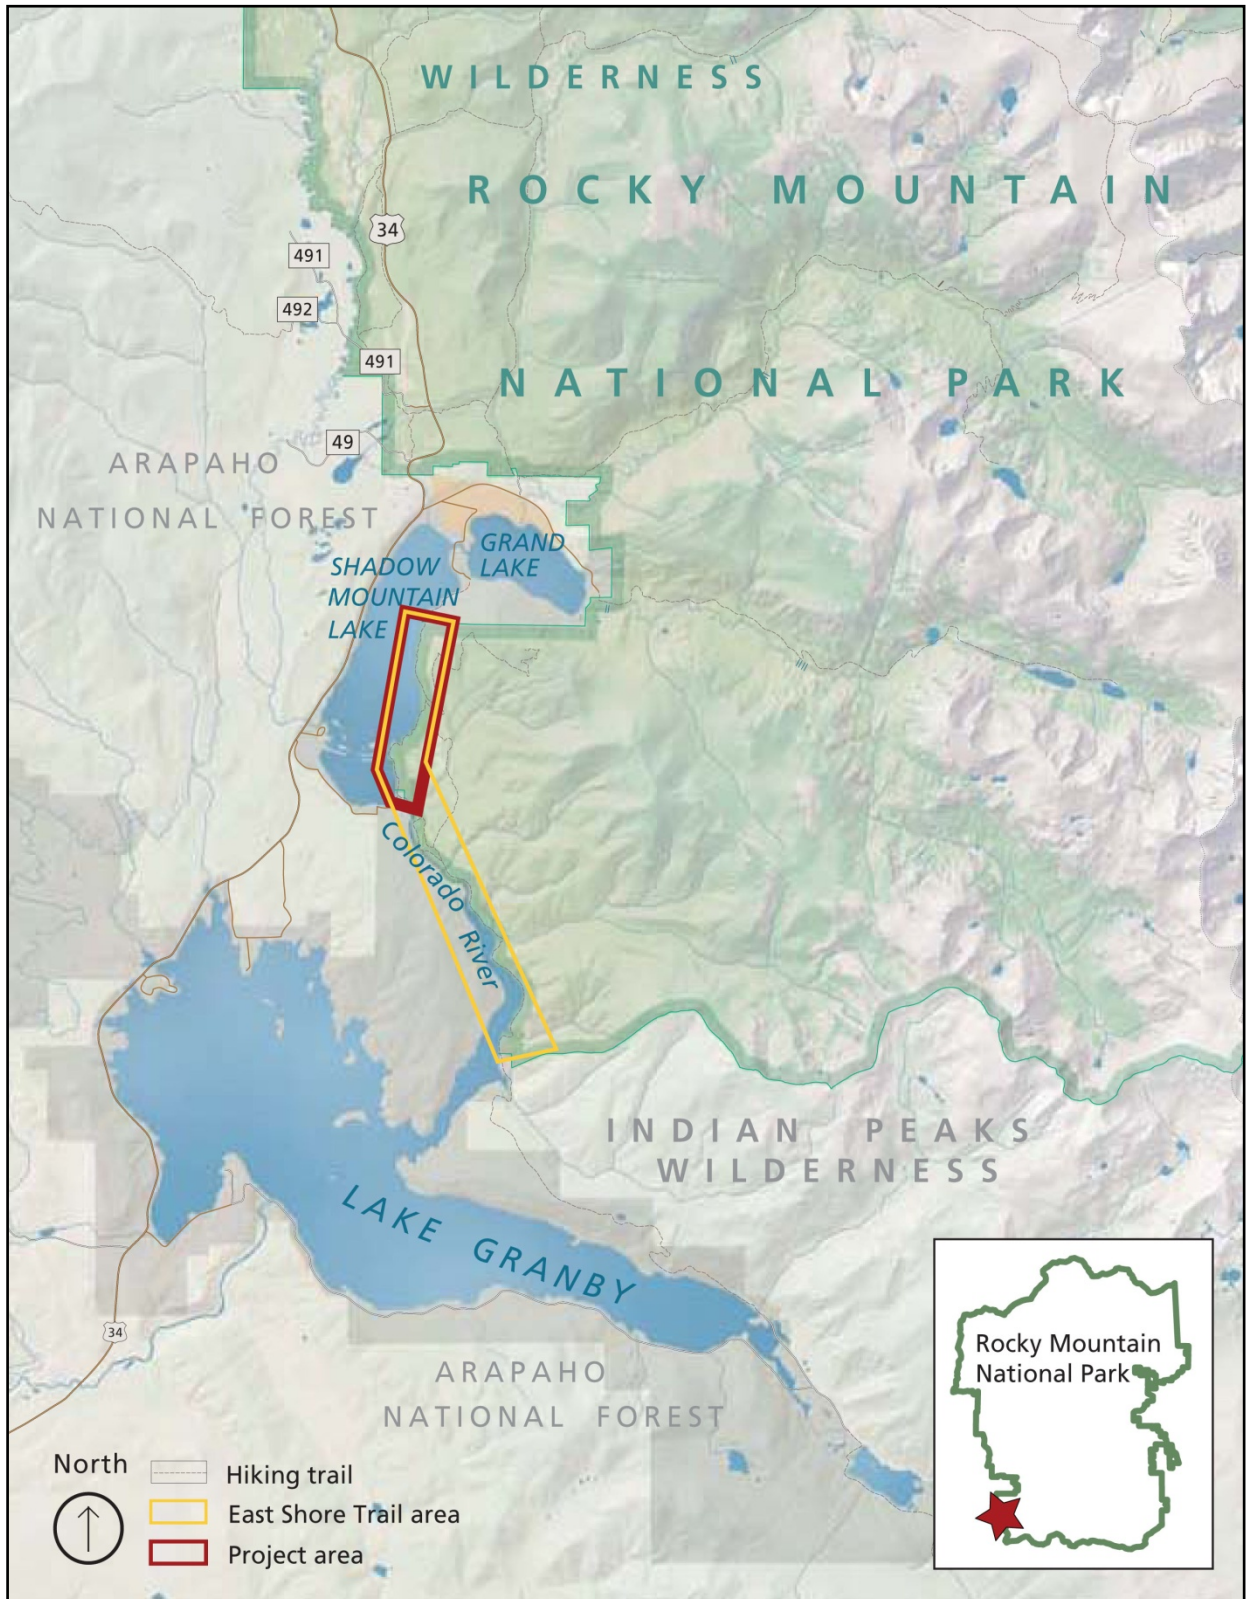 WILDERNESS
ROCKY MOUNTAIN
34
491
492
491
NATIONAL PARK
49
ARAPAHO
NATIONAL FOREST
GRAND
LAKE
SHADOW
MOUNTAIN
LAKE
Colorado River
INDIAN PEAKS
WILDERNESS
LAKE GRANBY
34
ARAPAHO
NATIONAL FOREST
Rocky Mountain
National Park
North
Hiking trail
East Shore Trail area
Project area